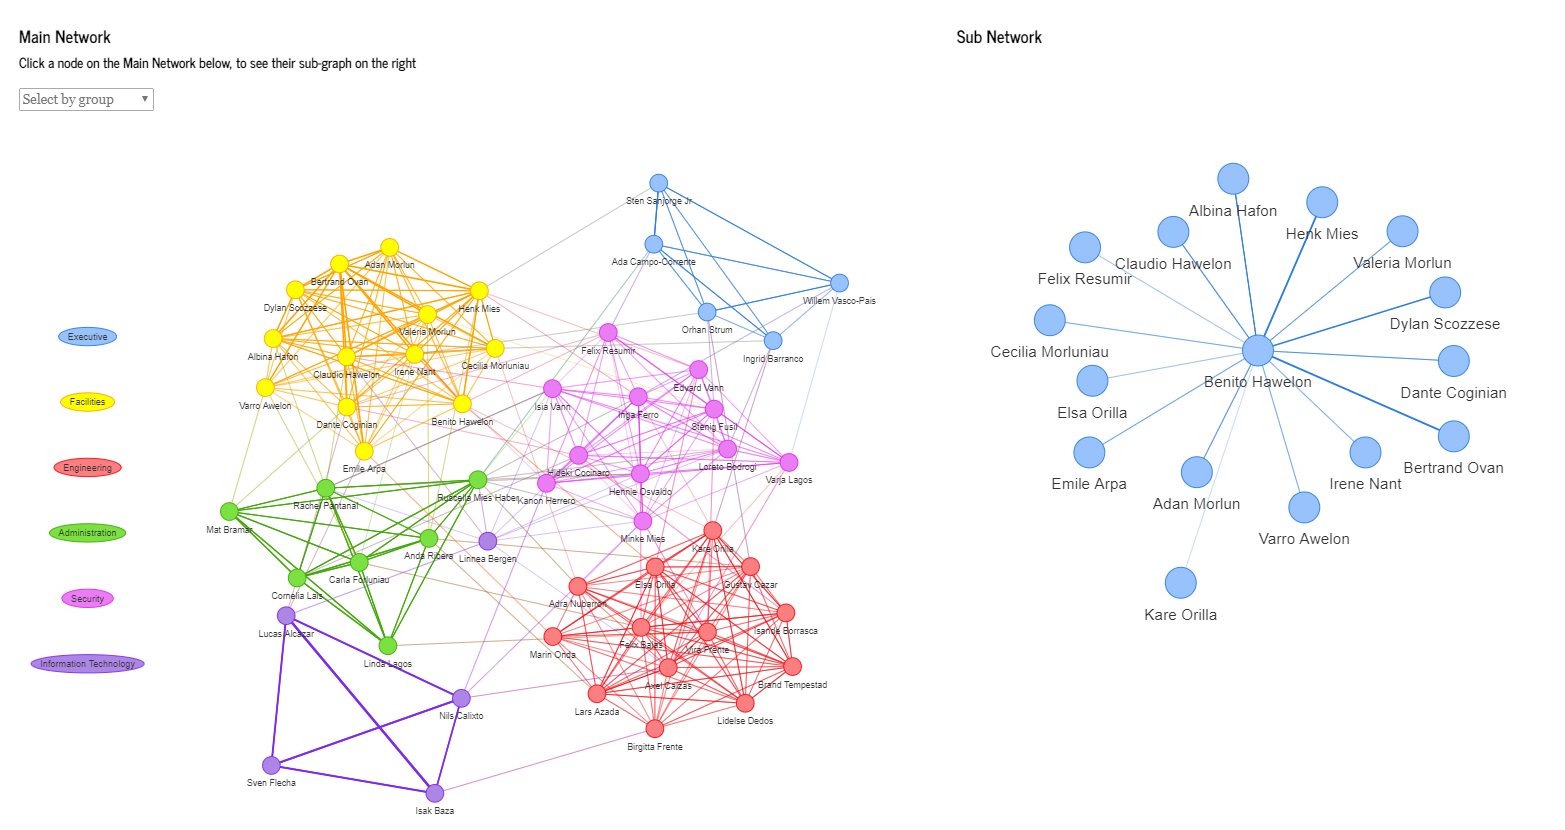 Main Network
Sub Network
Click a node on the Main Network below, to see their sub-graph on the right
Select by group
Executive
Facilities
Engineering
Administration
Security
Information Technology
Sten Sanjorge Jr
Ada Campo-Corrente
Willem Vasco-Pais
Orhan Strum
Ingrid Barranco
Adan Morlun
Bertrand Ovan
Dylan Scozzese
Henk Mies
Valeria Morlun
Albina Hafon
Claudio Hawelon
Irene Nant
Cecilia Morluniau
Varro Awelon
Dante Coginian
Benito Hawelon
Emile Arpa
Felix Resumir
Edvard Vann
Isia Vann
Inga Ferro
Stenig Fusil
Hideki Cocinaro
Loreto Bodrogi
Varja Lagos
Kanon Herrero
Hennie Osvaldo
Minke Mies
Rachel Pantanal
Ruscella Mies Haber
Mat Bramar
Anda Ribera
Linnea Bergen
Carla Forluniau
Cornelia Lais
Lucas Alcazar
Linda Lagos
Nils Calixto
Sven Flecha
Isak Baza
Kare Orilla
Elsa Orilla
Gustav Cazar
Adra Nubarron
Isande Borrasca
Felix Balas
Vira Frente
Marin Onda
Axel Calzas
Brand Tempestad
Lars Azada
Lidelse Dedos
Birgitta Frente
Albina Hafon
Henk Mies
Claudio Hawelon
Valeria Morlun
Felix Resumir
Dylan Scozzese
Cecilia Morluniau
Benito Hawelon
Dante Coginian
Elsa Orilla
Bertrand Ovan
Emile Arpa
Irene Nant
Adan Morlun
Varro Awelon
Kare Orilla